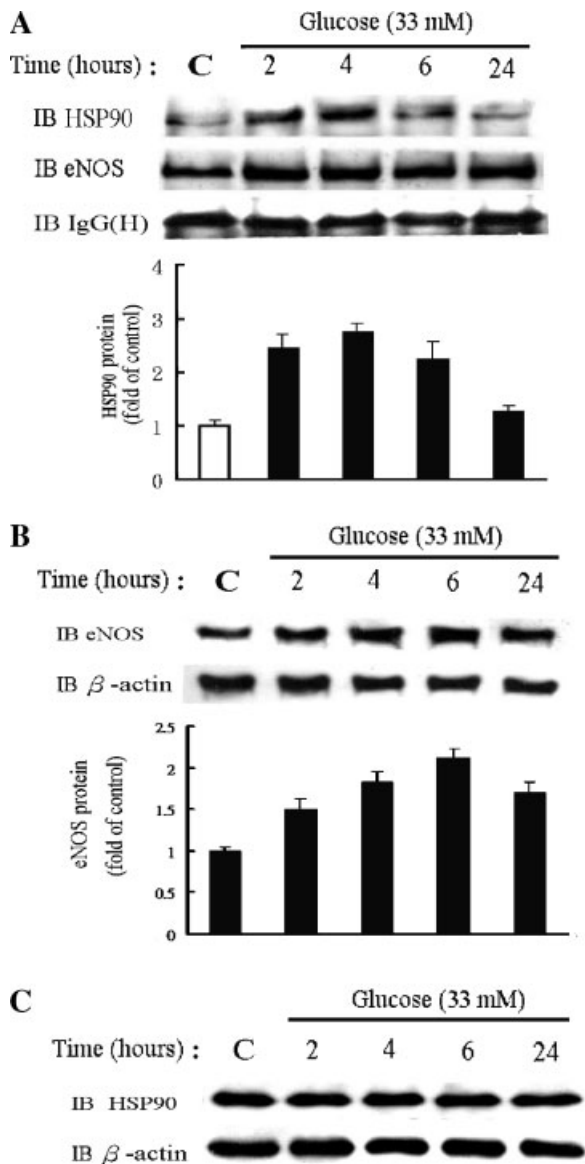 A
Glucose (33 mM)
Time (hours) : C 2 4 6 24
IB HSP90
IB eNOS
IB IgG(H)
HSP90 protein
(fold of control)
4
3
2
1
0
B
Glucose (33 mM)
Time (hours) : C 2 4 6 24
IB eNOS
IB β-actin
eNOS protein
(fold of control)
2.5
2
1.5
1
0.5
0
C
Glucose (33 mM)
Time (hours) : C 2 4 6 24
IB HSP90
IB β-actin